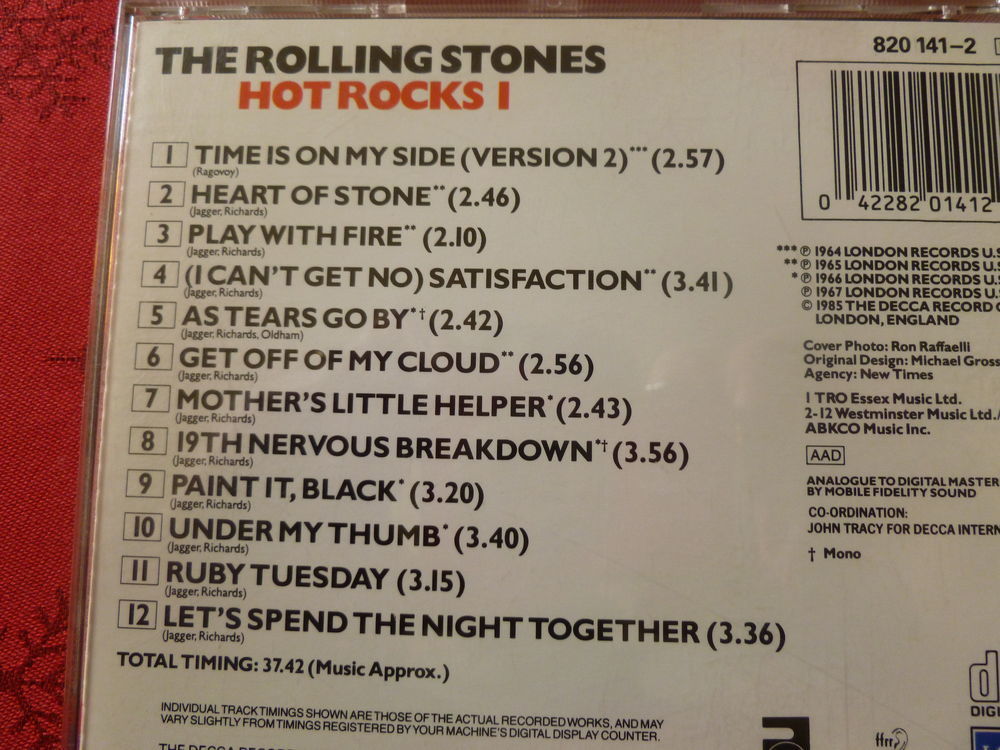 THE ROLLING STONES
HOT ROCKS 1
820 141-2
1 TIME IS ON MY SIDE (VERSION 2)*** (2.57)
(Ragovoy)
2 HEART OF STONE** (2.46)
(Jagger, Richards)
3 PLAY WITH FIRE** (2.10)
(Jagger, Richards)
4 (I CAN'T GET NO) SATISFACTION** (3.41)
(Jagger, Richards)
5 AS TEARS GO BY*† (2.42)
(Jagger, Richards, Oldham)
6 GET OFF OF MY CLOUD** (2.56)
(Jagger, Richards)
7 MOTHER'S LITTLE HELPER* (2.43)
(Jagger, Richards)
8 19TH NERVOUS BREAKDOWN*† (3.56)
(Jagger, Richards)
9 PAINT IT, BLACK* (3.20)
(Jagger, Richards)
10 UNDER MY THUMB* (3.40)
(Jagger, Richards)
11 RUBY TUESDAY (3.15)
(Jagger, Richards)
12 LET'S SPEND THE NIGHT TOGETHER (3.36)
(Jagger, Richards)
TOTAL TIMING: 37.42 (Music Approx.)
INDIVIDUAL TRACK TIMINGS SHOWN ARE THOSE OF THE ACTUAL RECORDED WORKS, AND MAY
VARY SLIGHTLY FROM TIMINGS REGISTERED BY YOUR MACHINE'S DIGITAL DISPLAY COUNTER.
THE DECCA
0 42282 01412
*** ℗ 1964 LONDON RECORDS U.S.
** ℗ 1965 LONDON RECORDS U.S.
* ℗ 1966 LONDON RECORDS U.S.
℗ 1967 LONDON RECORDS U.S.
© 1985 THE DECCA RECORD
LONDON, ENGLAND
Cover Photo: Ron Raffaelli
Original Design: Michael Gross
Agency: New Times
1 TRO Essex Music Ltd.
2-12 Westminster Music Ltd./
ABKCO Music Inc.
AAD
ANALOGUE TO DIGITAL MASTER
BY MOBILE FIDELITY SOUND
CO-ORDINATION:
JOHN TRACY FOR DECCA INTERN
† Mono
ffrr